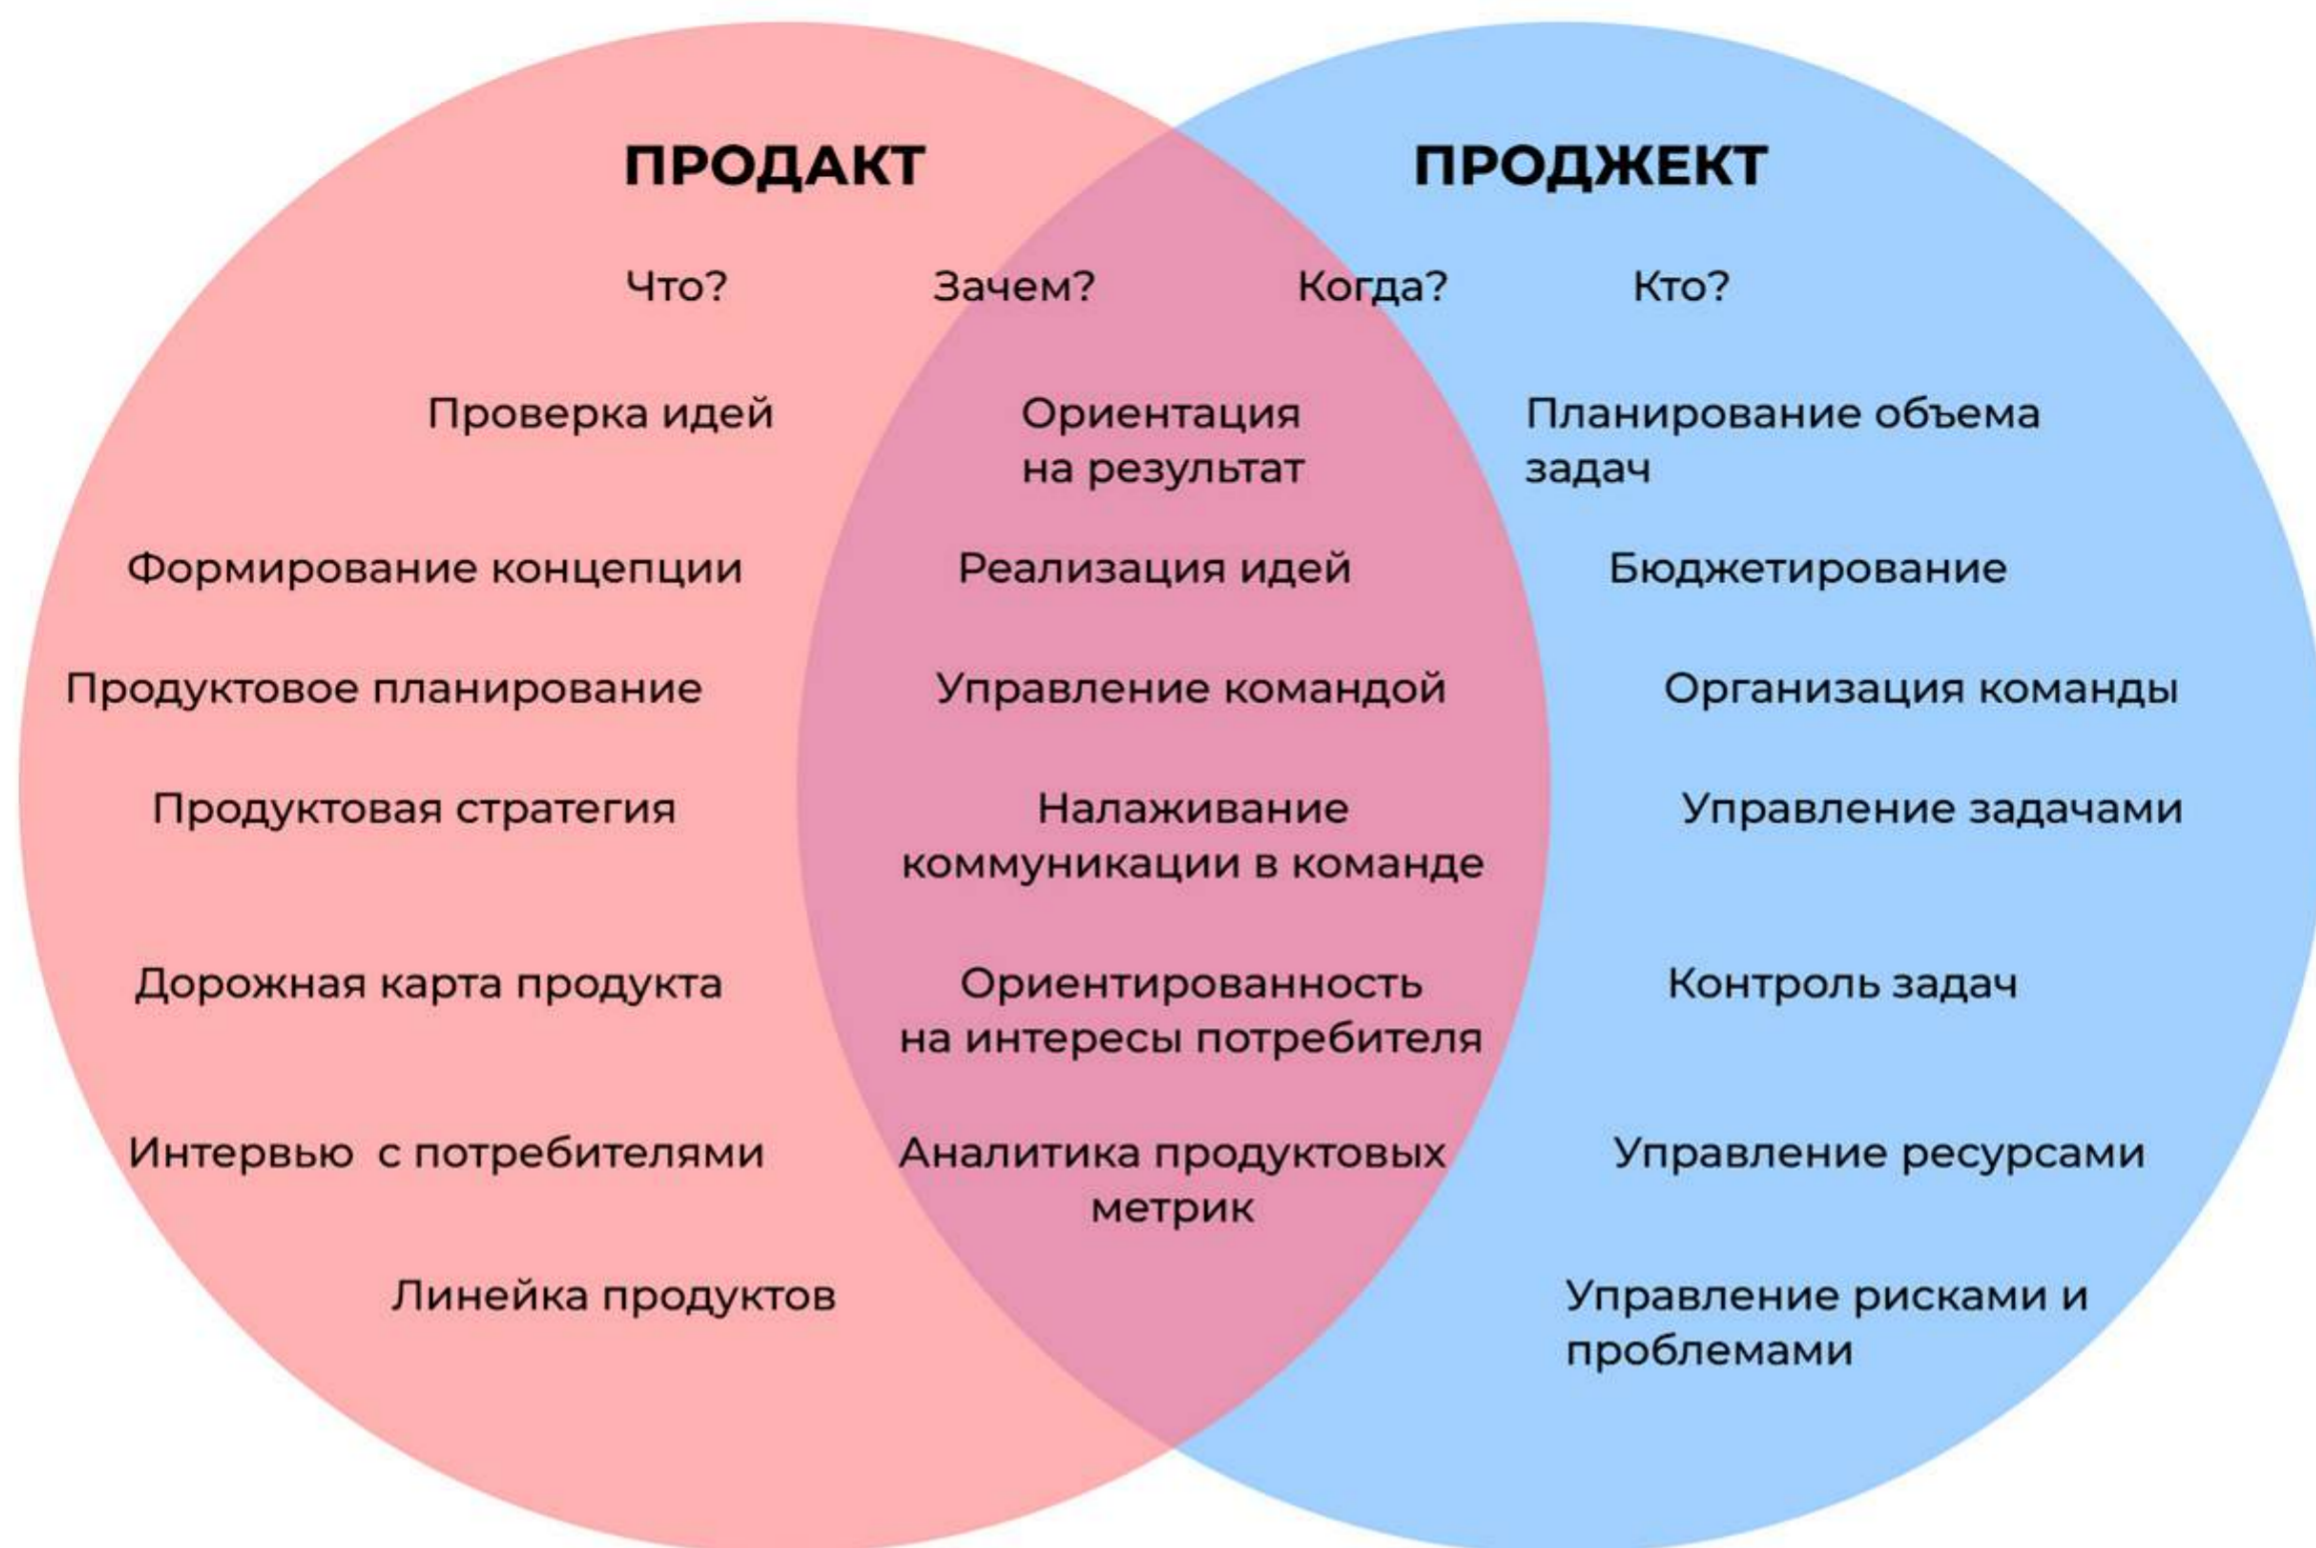 ПРОДАКТ
ПРОДЖЕКТ
Что?
Зачем?
Когда?
Кто?
Проверка идей
Ориентация
на результат
Планирование объема
задач
Формирование концепции
Реализация идей
Бюджетирование
Продуктовое планирование
Управление командой
Организация команды
Продуктовая стратегия
Налаживание
коммуникации в команде
Управление задачами
Дорожная карта продукта
Ориентированность
на интересы потребителя
Контроль задач
Интервью с потребителями
Аналитика продуктовых
метрик
Управление ресурсами
Линейка продуктов
Управление рисками и
проблемами